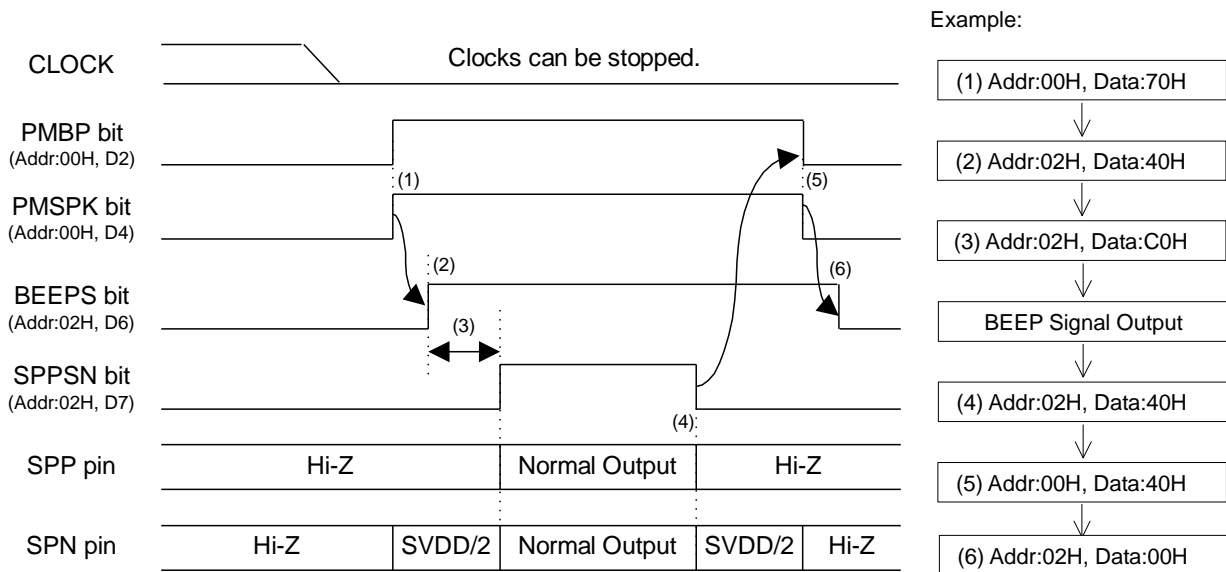 Example:
CLOCK
Clocks can be stopped.
PMBP bit
(Addr:00H, D2)
(1)
(5)
PMSPK bit
(Addr:00H, D4)
(2)
(6)
BEEPS bit
(Addr:02H, D6)
(3)
SPPSN bit
(Addr:02H, D7)
(4)
SPP pin
Hi-Z
Normal Output
Hi-Z
SPN pin
Hi-Z
SVDD/2
Normal Output
SVDD/2
Hi-Z
(1) Addr:00H, Data:70H
(2) Addr:02H, Data:40H
(3) Addr:02H, Data:C0H
BEEP Signal Output
(4) Addr:02H, Data:40H
(5) Addr:00H, Data:40H
(6) Addr:02H, Data:00H